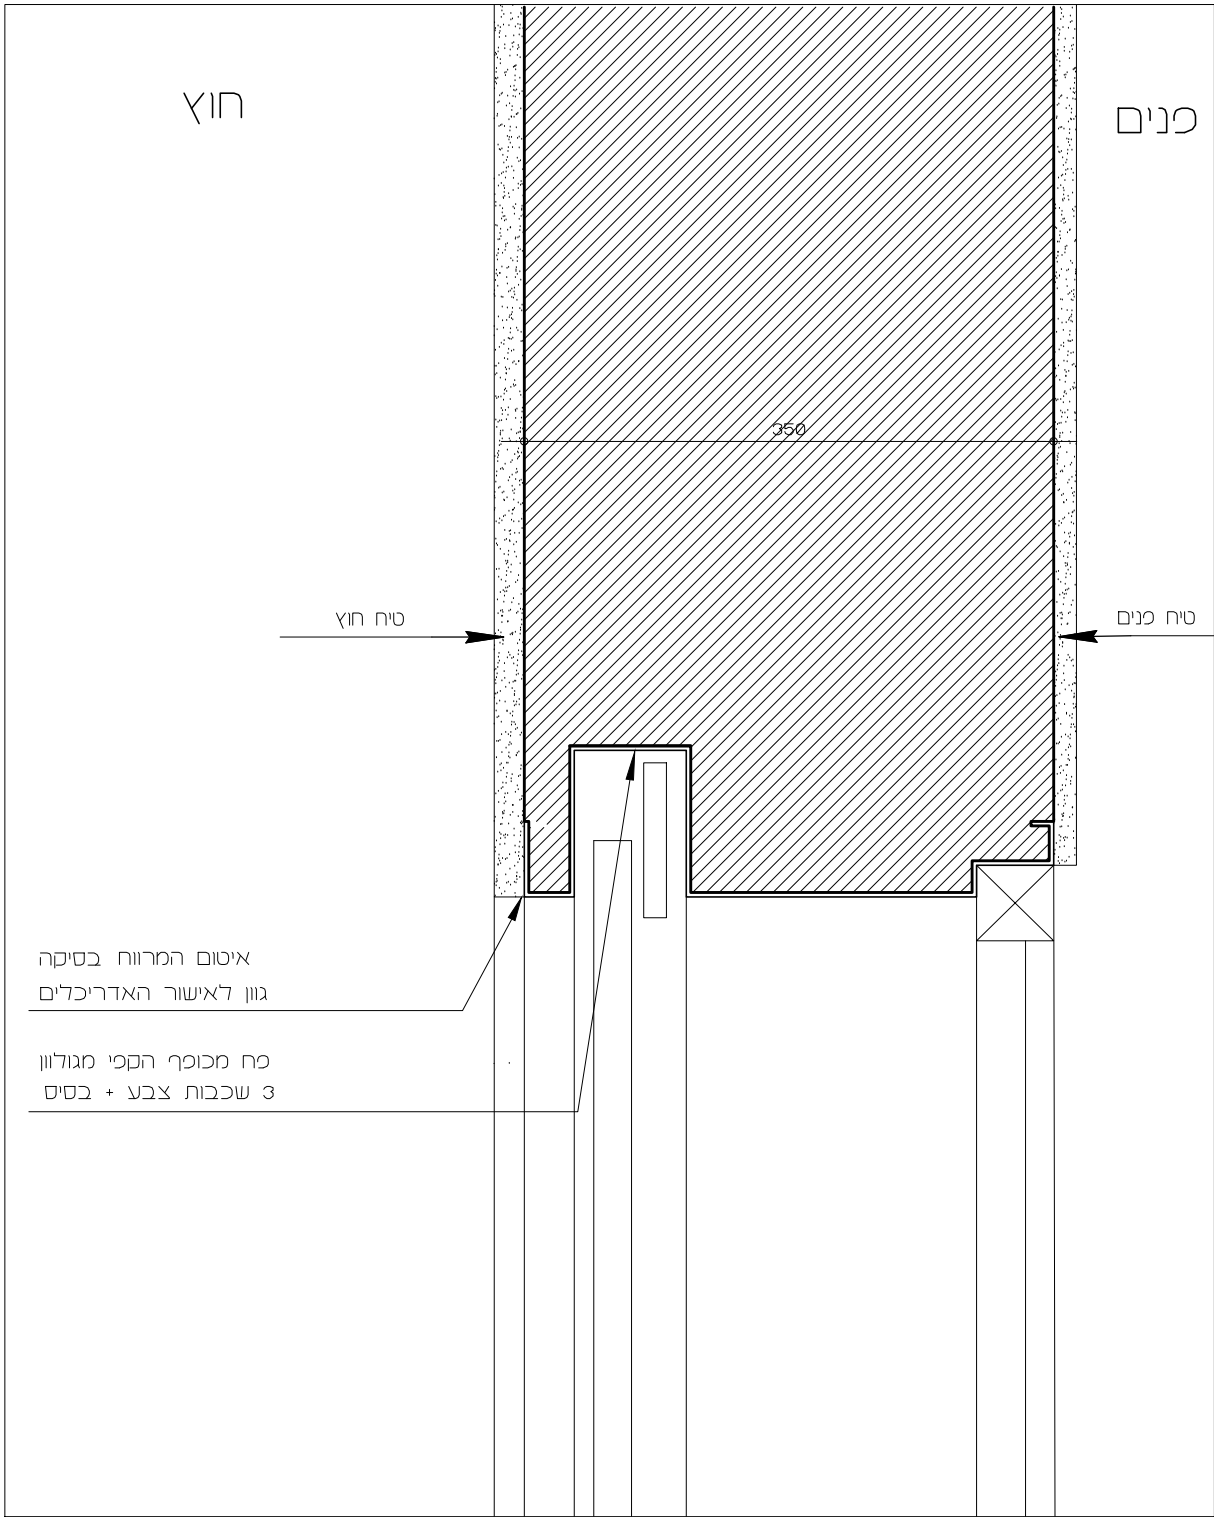 חוץ
פנים
350
טיח חוץ
טיח פנים
איטום המרווח בסיקה
גוון לאישור האדריכלים
פח מכופף הקפי מגולוון
3 שכבות צבע + בסיס